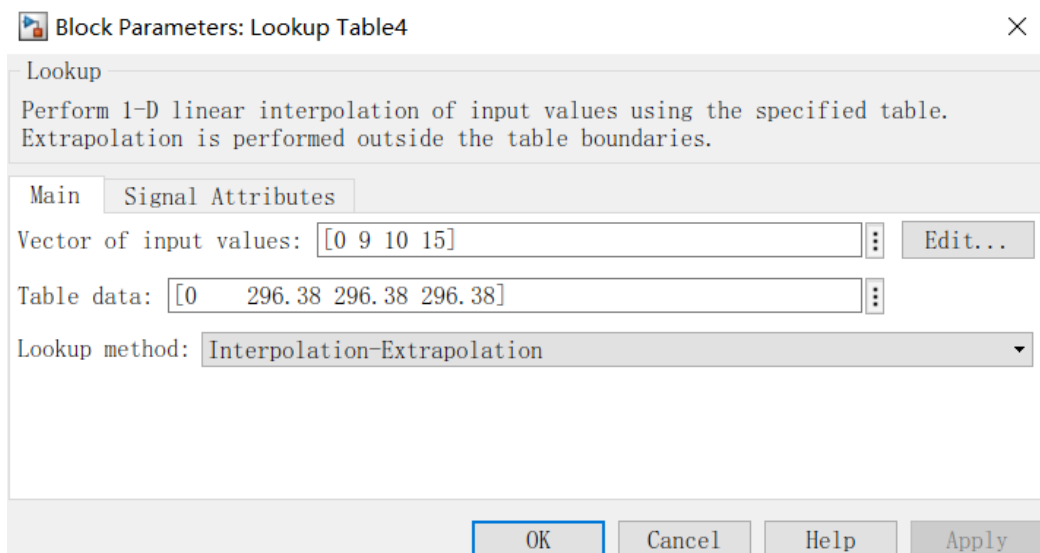 Block Parameters: Lookup Table4
Lookup
Perform 1-D linear interpolation of input values using the specified table.
Extrapolation is performed outside the table boundaries.
Main Signal Attributes
Vector of input values: [0 9 10 15] Edit...
Table data: [0    296.38 296.38 296.38]
Lookup method: Interpolation-Extrapolation
OK Cancel Help Apply